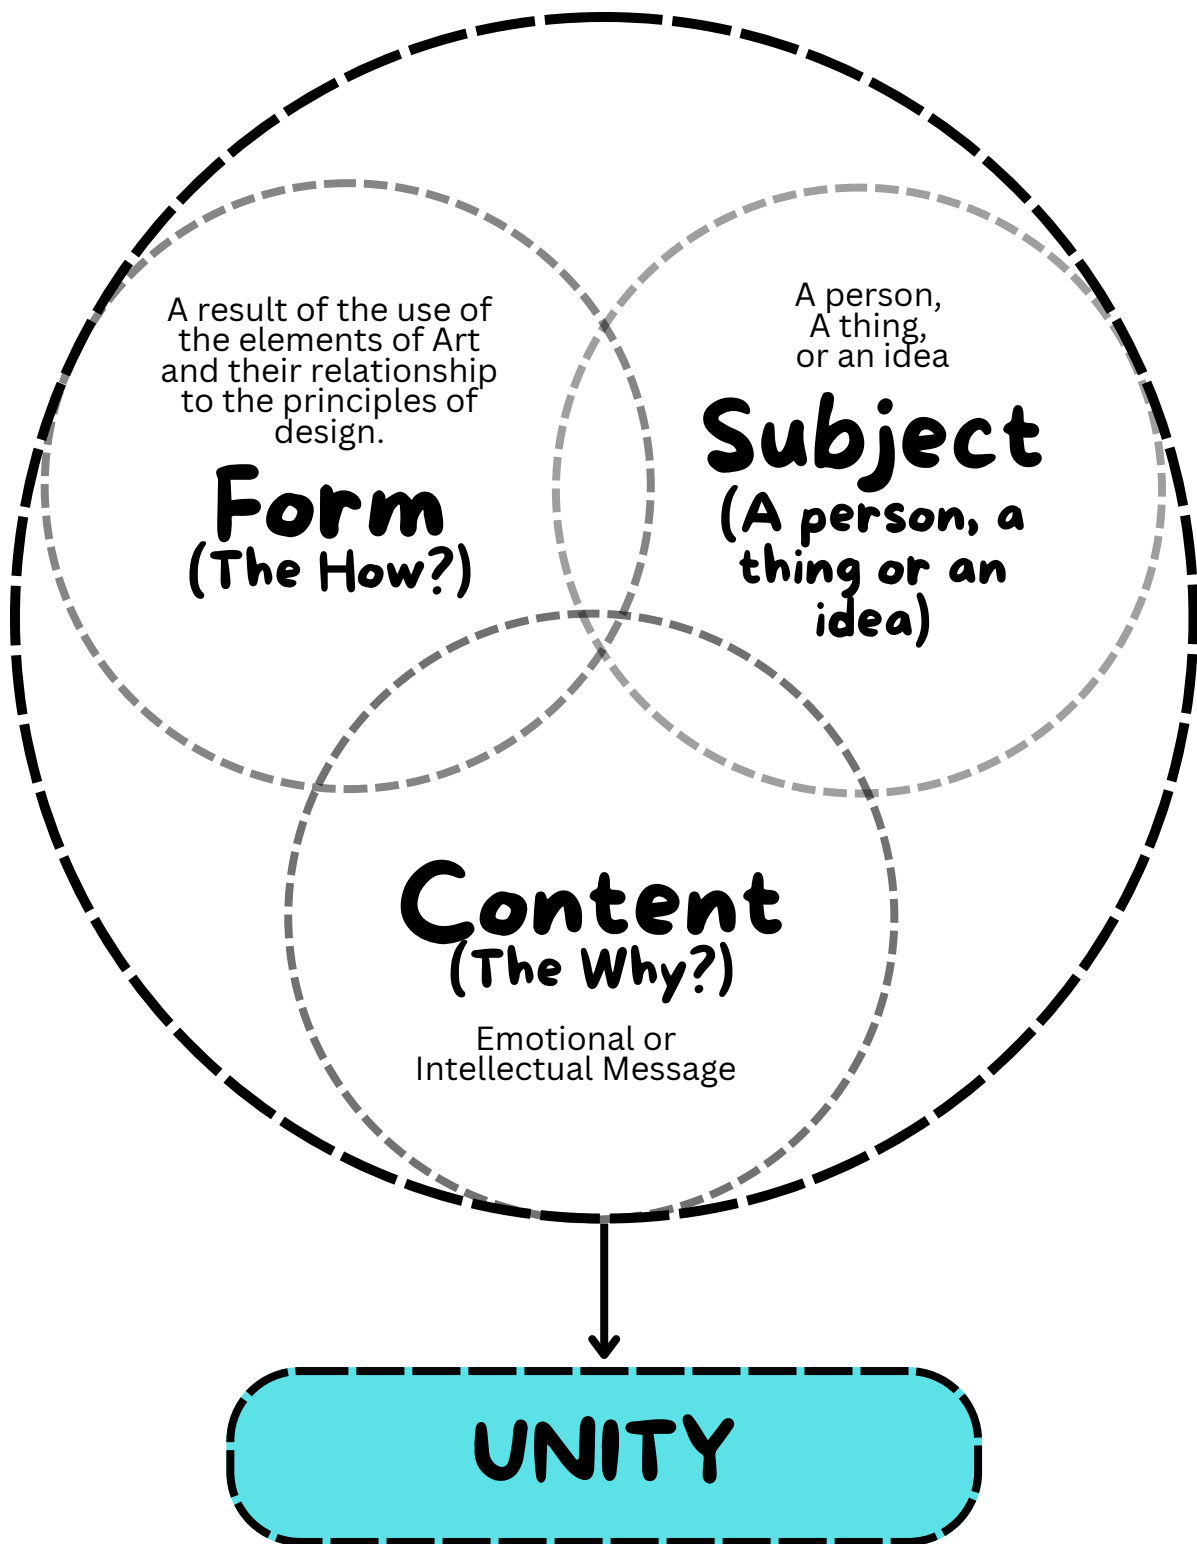 A result of the use of
the elements of Art
and their relationship
to the principles of
design.
Form
(The How?)
A person,
A thing,
or an idea
Subject
(A person, a
thing or an
idea)
Content
(The Why?)
Emotional or
Intellectual Message
UNITY